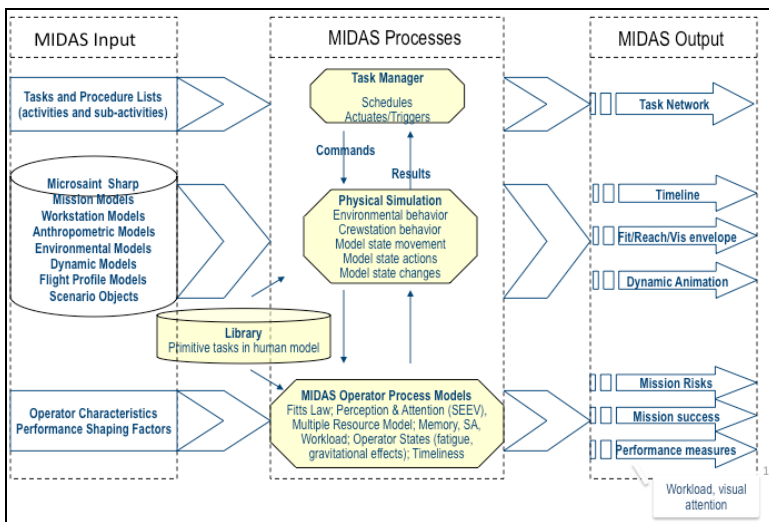 MIDAS Input
MIDAS Processes
MIDAS Output
Tasks and Procedure Lists
(activities and sub-activities)
Task Manager
Schedules
Actuates/Triggers
Task Network
Commands
Results
Microsaint Sharp
Mission Models
Workstation Models
Anthropometric Models
Environmental Models
Dynamic Models
Flight Profile Models
Scenario Objects
Physical Simulation
Environmental behavior
Crewstation behavior
Model state movement
Model state actions
Model state changes
Timeline
Fit/Reach/Vis envelope
Dynamic Animation
Library
Primitive tasks in human model
Operator Characteristics
Performance Shaping Factors
MIDAS Operator Process Models
Fitts Law; Perception & Attention (SEEV),
Multiple Resource Model; Memory, SA,
Workload; Operator States (fatigue,
gravitational effects); Timeliness
Mission Risks
Mission success
Performance measures
1
Workload, visual
attention